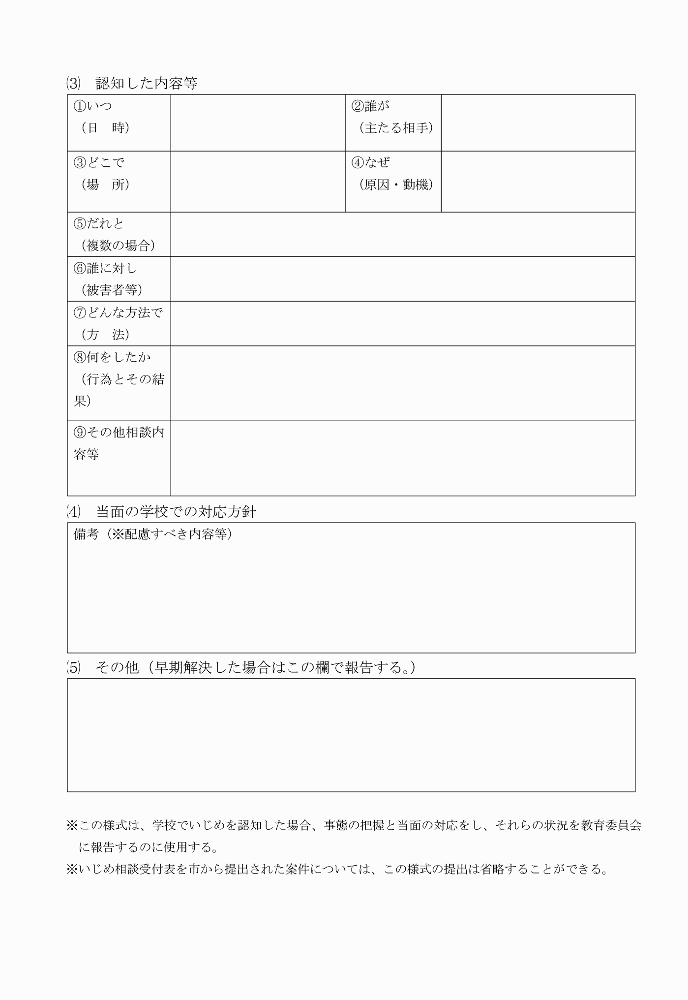 ⑶　認知した内容等
①いつ
（日　時）
②誰が
（主たる相手）
③どこで
（場　所）
④なぜ
（原因・動機）
⑤だれと
（複数の場合）
⑥誰に対し
（被害者等）
⑦どんな方法で
（方　法）
⑧何をしたか
（行為とその結
果）
⑨その他相談内
容等
⑷　当面の学校での対応方針
備考（※配慮すべき内容等）
⑸　その他（早期解決した場合はこの欄で報告する。）
※この様式は、学校でいじめを認知した場合、事態の把握と当面の対応をし、それらの状況を教育委員会
に報告するのに使用する。
※いじめ相談受付表を市から提出された案件については、この様式の提出は省略することができる。